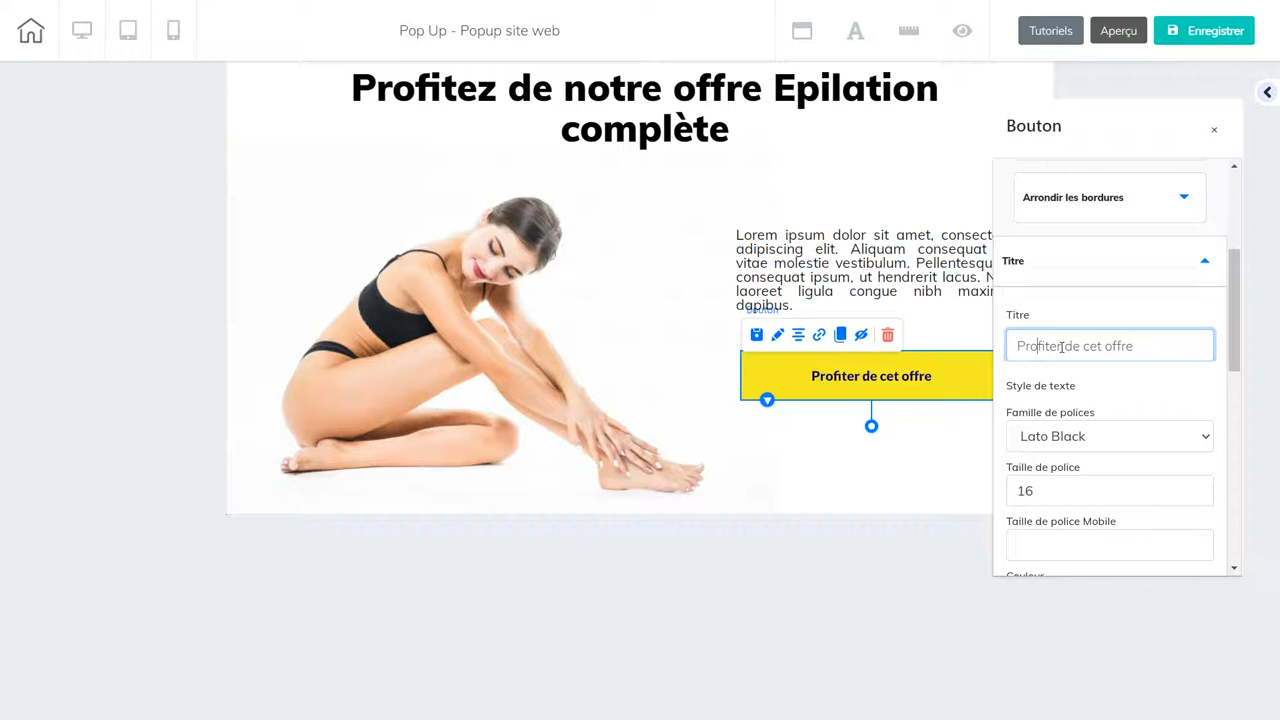 Pop Up - Popup site web
Tutoriels
Aperçu
Enregistrer
Profitez de notre offre Epilation
complète
Lorem ipsum dolor sit amet, consect
adipiscing elit. Aliquam consequat
vitae molestie vestibulum. Pellentesqu
consequat ipsum, ut hendrerit lacus. N
laoreet ligula congue nibh maxi
dapibus.
Bouton
Profiter de cet offre
Bouton
×
Arrondir les bordures
Titre
Titre
Profiter de cet offre
Style de texte
Famille de polices
Lato Black
Taille de police
16
Taille de police Mobile
Couleur